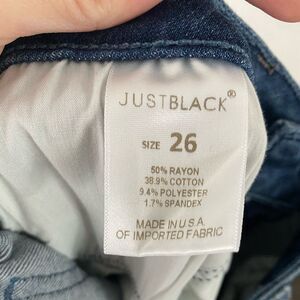 JUSTBLACK®
SIZE 26
50% RAYON
38.9% COTTON
9.4% POLYESTER
1.7% SPANDEX
MADE IN U.S.A.
OF IMPORTED FABRIC